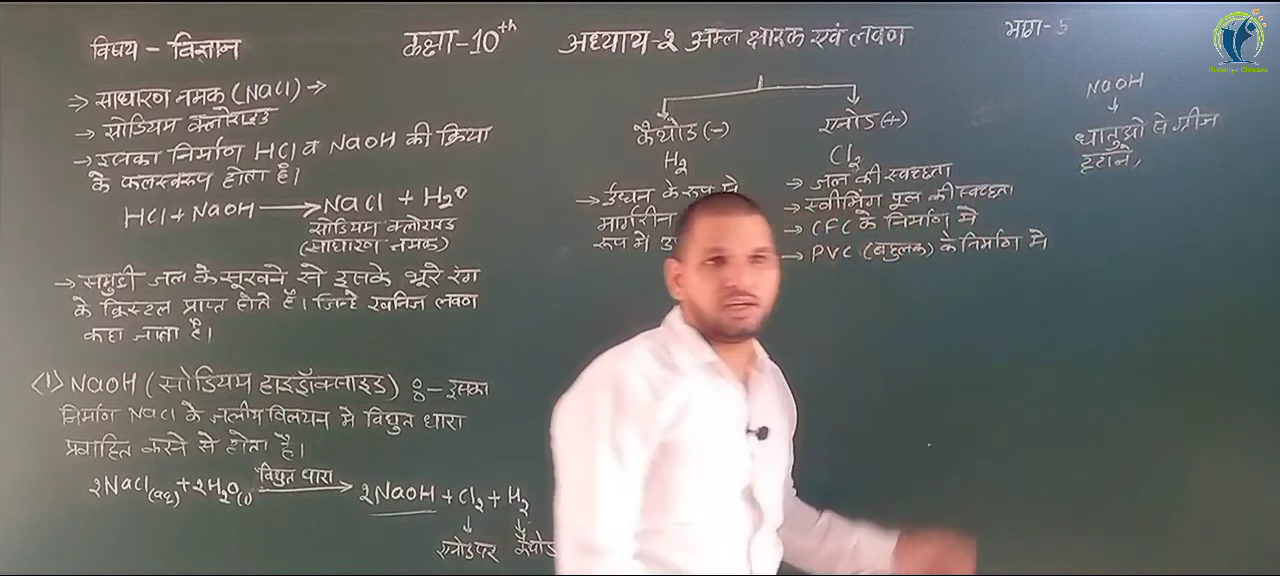 विषय - विज्ञान
कक्षा-10th
अध्याय-2 अम्ल क्षारक एवं लवण
भाग-5
→ साधारण नमक (NaCl) →
→ सोडियम क्लोराइड
→ इसका निर्माण HCl व NaOH की क्रिया
के फलस्वरूप होता है।
HCl + NaOH ⟶ NaCl + H₂O
सोडियम क्लोराइड
(साधारण नमक)
→ समुद्री जल के सूखने से इसके भूरे रंग
के क्रिस्टल प्राप्त होते हैं। जिन्हे खनिज लवण
कहा जाता है।
(1) NaOH (सोडियम हाइड्रॉक्साइड) :- इसका
निर्माण NaCl के जलीय विलयन मे विद्युत धारा
प्रवाहित करने से होता है।
विद्युत धारा
2NaCl(aq) + 2H₂O(l) ⟶ 2NaOH + Cl₂ + H₂
↓ ↓
एनोड पर
कैथोड (-)
H₂
→ ईंधन के रूप मे
मार्गरीन
रूप में
एनोड (+)
Cl₂
→ जल की स्वच्छता
→ स्वीमिंग पूल की स्वच्छता
→ CFC के निर्माण मे
→ PVC (बहुलक) के निर्माण मे
NaOH
↓
धातुओ से ग्रीज
हटाने,